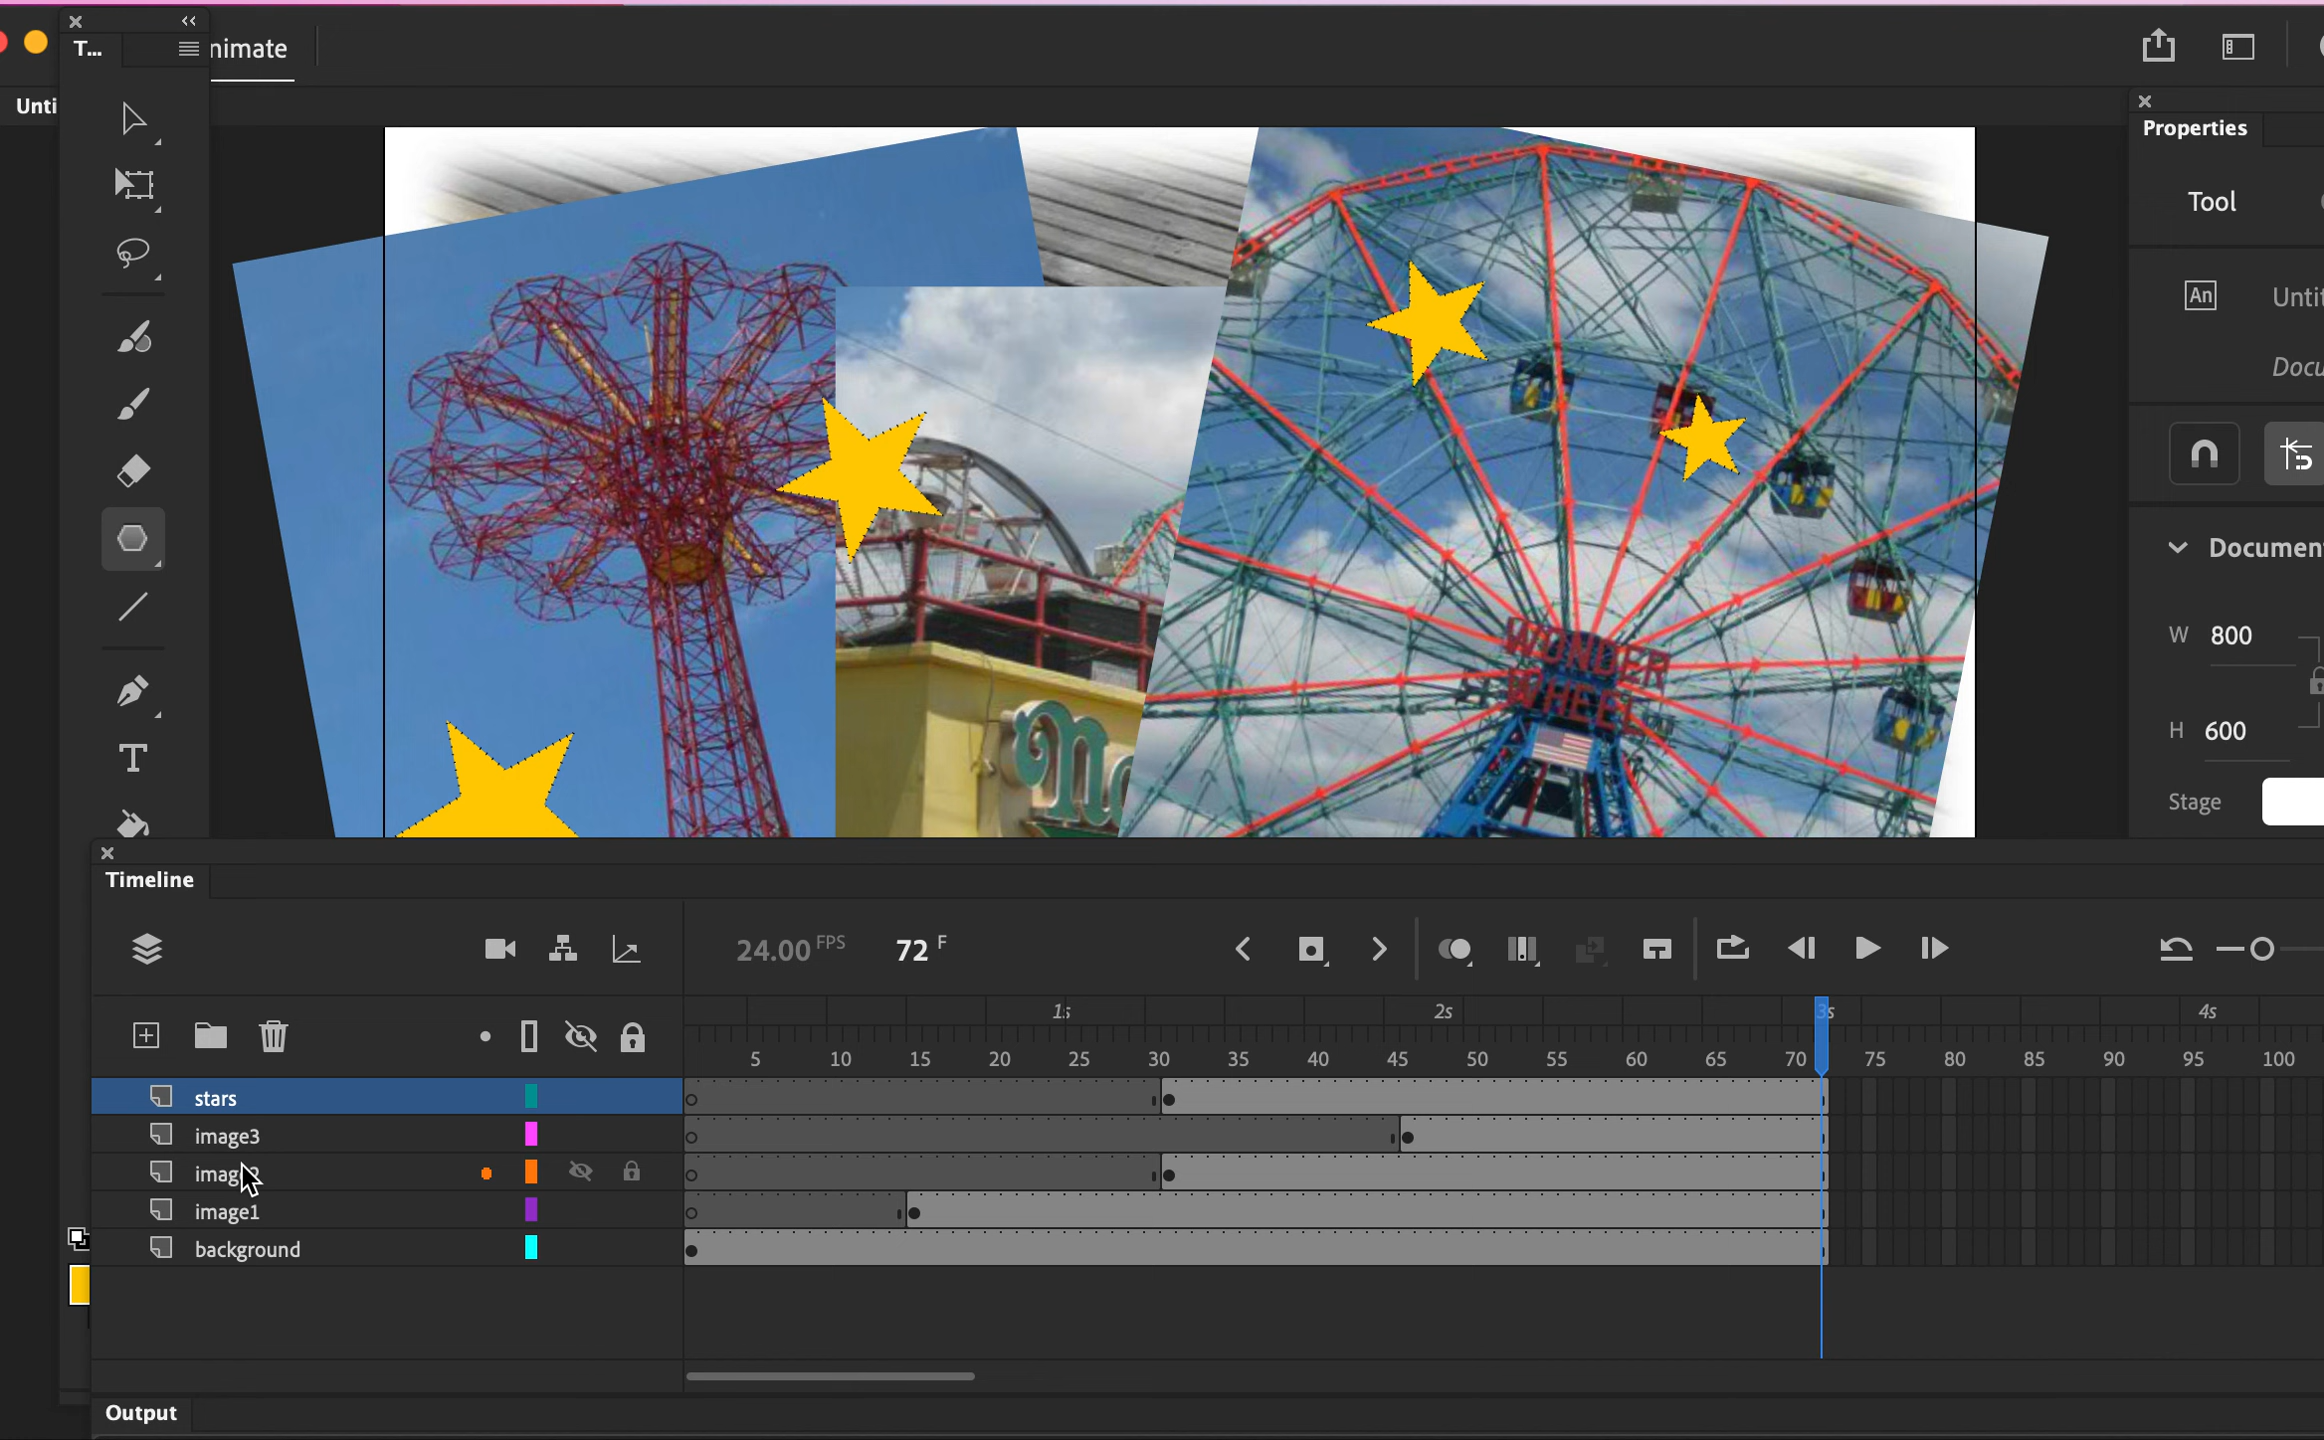 T...
nimate
Unti
Properties
Tool
An
Untit
Docu
Documen
W 800
H 600
Stage
WONDER
WHEEL
Timeline
24.00 FPS
72 F
1s 2s 3s 4s
5 10 15 20 25 30 35 40 45 50 55 60 65 70 75 80 85 90 95 100
stars
image3
image1
background
Output